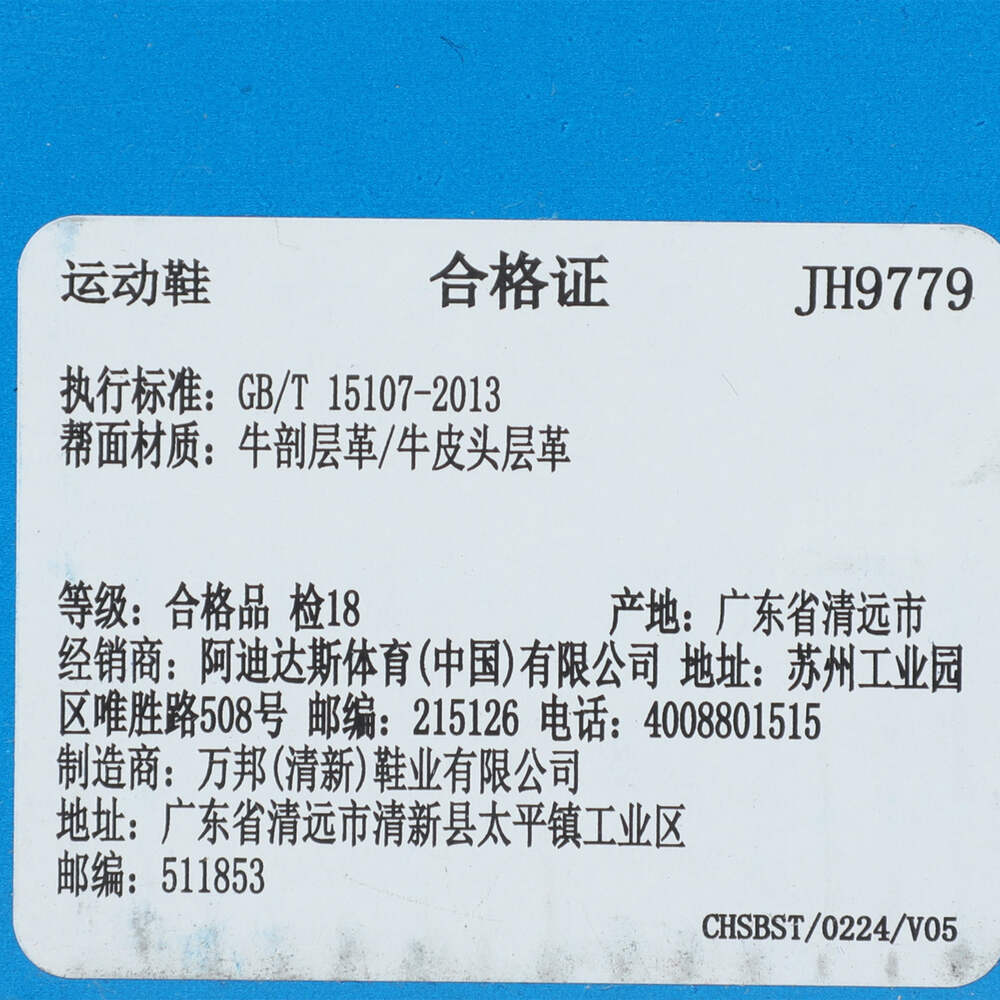 运动鞋 合格证 JH9779
执行标准: GB/T 15107-2013
帮面材质: 牛剖层革/牛皮头层革
等级: 合格品 检18 产地: 广东省清远市
经销商: 阿迪达斯体育(中国)有限公司 地址: 苏州工业园
区唯胜路508号 邮编: 215126 电话: 4008801515
制造商: 万邦(清新)鞋业有限公司
地址: 广东省清远市清新县太平镇工业区
邮编: 511853
CHSBST/0224/V05